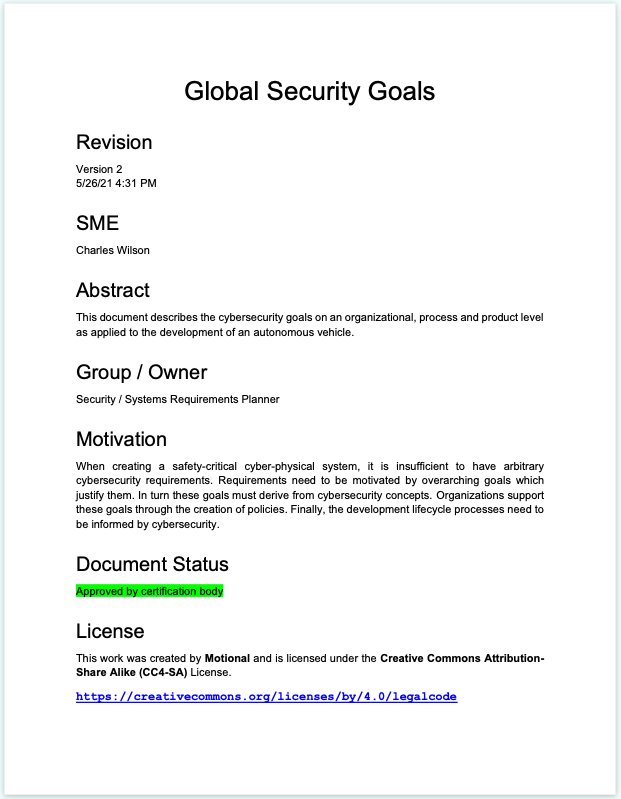 Global Security Goals
Revision
Version 2
5/26/21 4:31 PM
SME
Charles Wilson
Abstract
This document describes the cybersecurity goals on an organizational, process and product level
as applied to the development of an autonomous vehicle.
Group / Owner
Security / Systems Requirements Planner
Motivation
When creating a safety-critical cyber-physical system, it is insufficient to have arbitrary
cybersecurity requirements. Requirements need to be motivated by overarching goals which
justify them. In turn these goals must derive from cybersecurity concepts. Organizations support
these goals through the creation of policies. Finally, the development lifecycle processes need to
be informed by cybersecurity.
Document Status
Approved by certification body
License
This work was created by Motional and is licensed under the Creative Commons Attribution-
Share Alike (CC4-SA) License.
https://creativecommons.org/licenses/by/4.0/legalcode